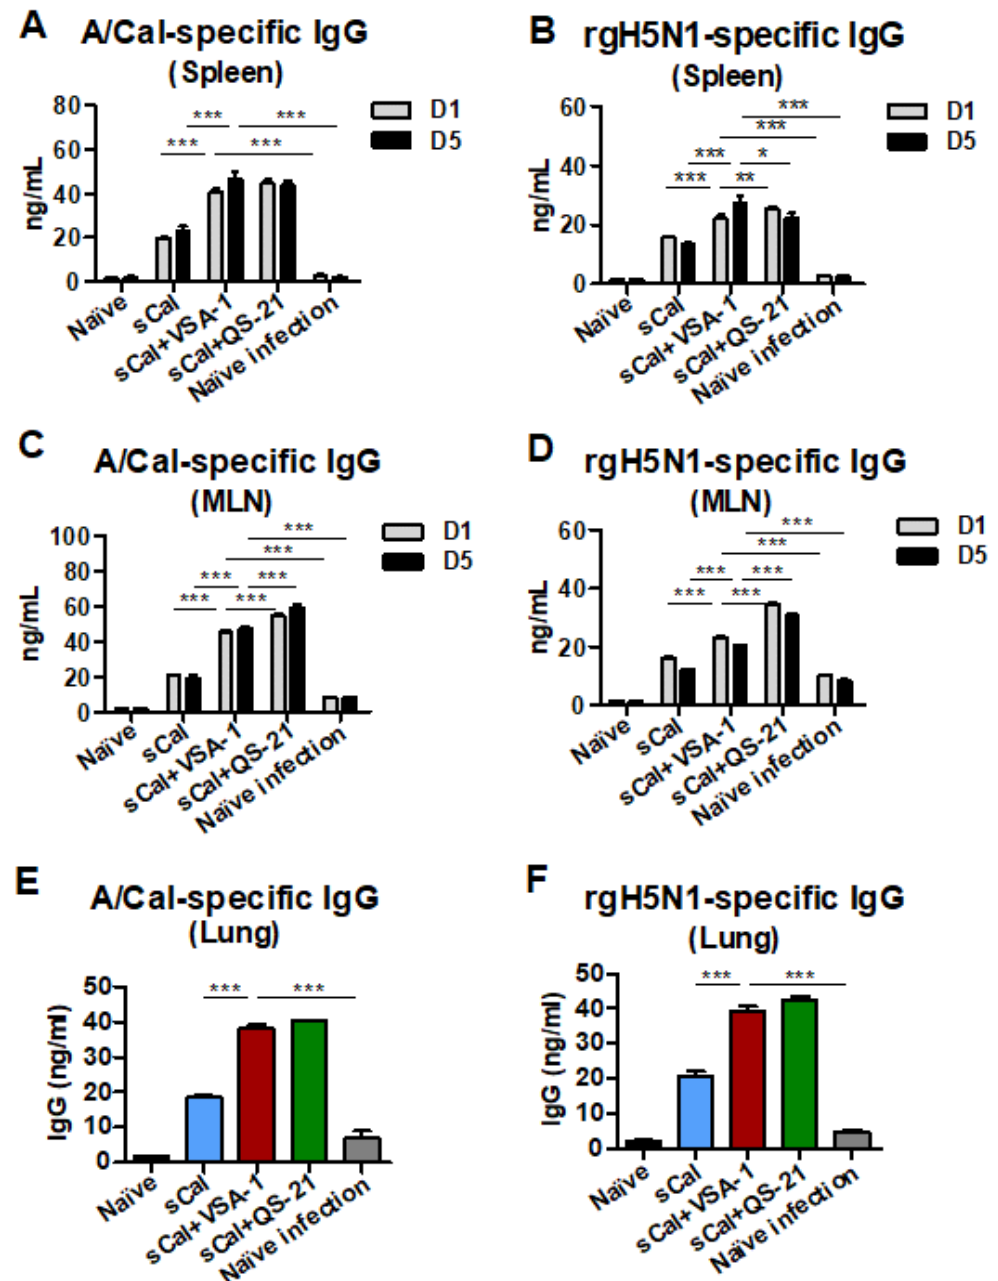 A
A/Cal-specific IgG
(Spleen)
ng/mL
80
60
40
20
0
***
***
***
***
D1
D5
Naïve
sCal
sCal+VSA-1
sCal+QS-21
Naïve infection
B
rgH5N1-specific IgG
(Spleen)
ng/mL
60
40
20
0
***
***
***
*
***
**
D1
D5
Naïve
sCal
sCal+VSA-1
sCal+QS-21
Naïve infection
C
A/Cal-specific IgG
(MLN)
ng/mL
100
80
60
40
20
0
***
***
***
***
***
***
D1
D5
Naïve
sCal
sCal+VSA-1
sCal+QS-21
Naïve infection
D
rgH5N1-specific IgG
(MLN)
ng/mL
60
40
20
0
***
***
***
***
***
***
D1
D5
Naïve
sCal
sCal+VSA-1
sCal+QS-21
Naïve infection
E
A/Cal-specific IgG
(Lung)
IgG (ng/ml)
50
40
30
20
10
0
***
***
Naïve
sCal
sCal+VSA-1
sCal+QS-21
Naïve infection
F
rgH5N1-specific IgG
(Lung)
IgG (ng/ml)
50
40
30
20
10
0
***
***
Naïve
sCal
sCal+VSA-1
sCal+QS-21
Naïve infection